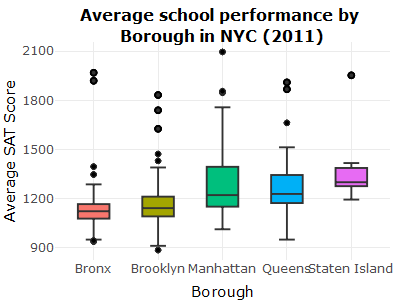 Average school performance by
Borough in NYC (2011)
2100
1800
1500
1200
900
Average SAT Score
Bronx
Brooklyn
Manhattan
Queens
Staten Island
Borough